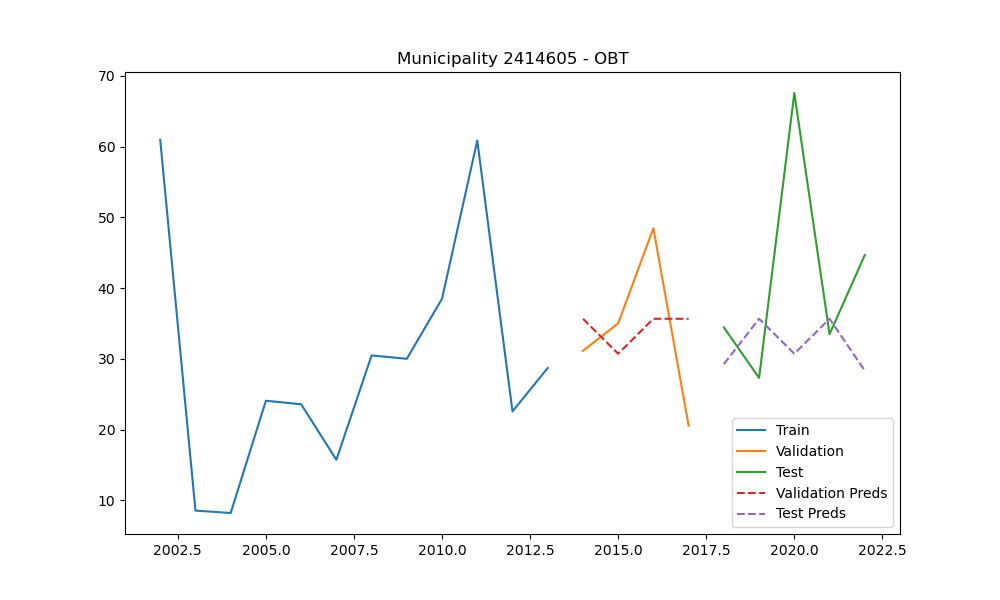 Municipality 2414605 - OBT
70
60
50
40
30
20
10
2002.5 2005.0 2007.5 2010.0 2012.5 2015.0 2017.5 2020.0 2022.5
Train
Validation
Test
Validation Preds
Test Preds